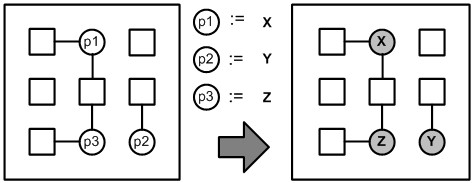 p1
p3 p2
p1 := X
p2 := Y
p3 := Z
X
Z Y